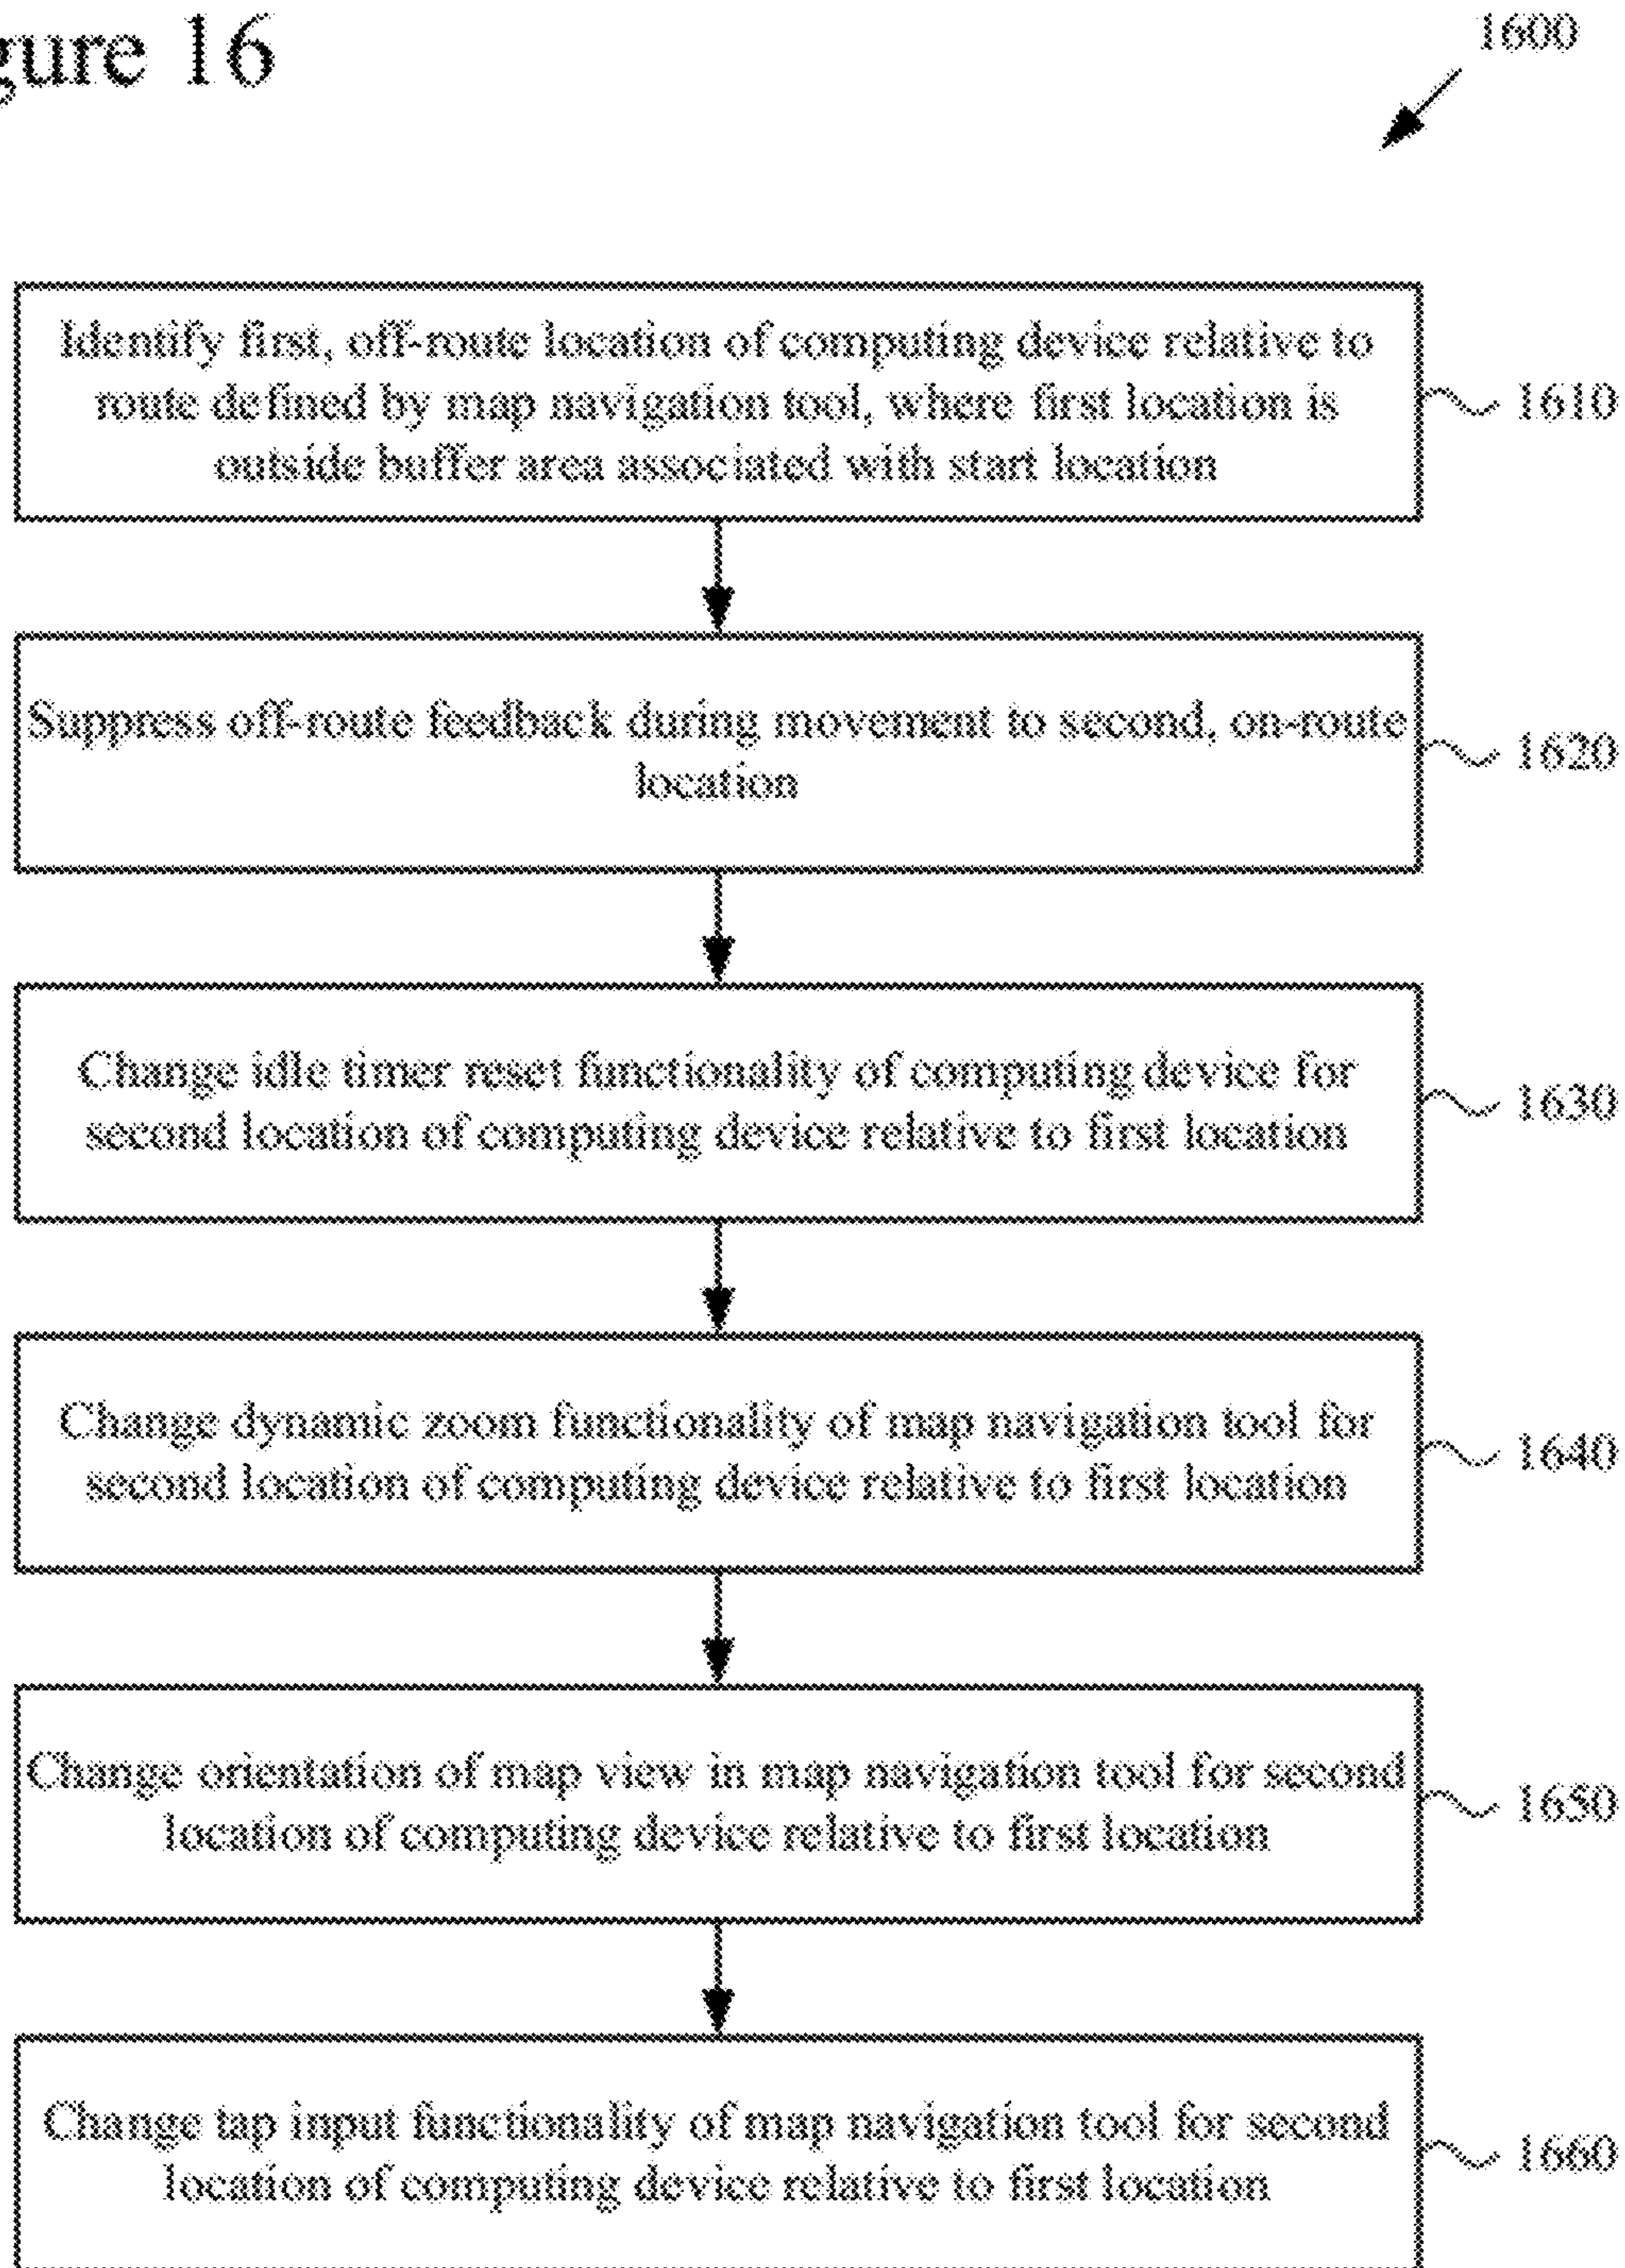 gure 16
1600
Identify first, off-route location of computing device relative to
route defined by map navigation tool, where first location is
outside buffer area associated with start location
1610
Suppress off-route feedback during movement to second, on-route
location
1620
Change idle timer reset functionality of computing device for
second location of computing device relative to first location
1630
Change dynamic zoom functionality of map navigation tool for
second location of computing device relative to first location
1640
Change orientation of map view in map navigation tool for second
location of computing device relative to first location
1650
Change tap input functionality of map navigation tool for second
location of computing device relative to first location
1660